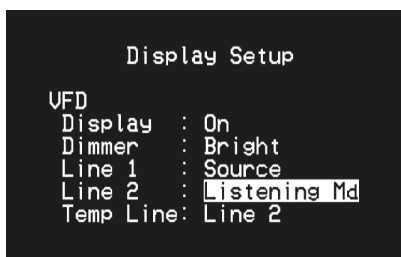 Display Setup
VFD
Display : On
Dimmer : Bright
Line 1 : Source
Line 2 : Listening Md
Temp Line: Line 2